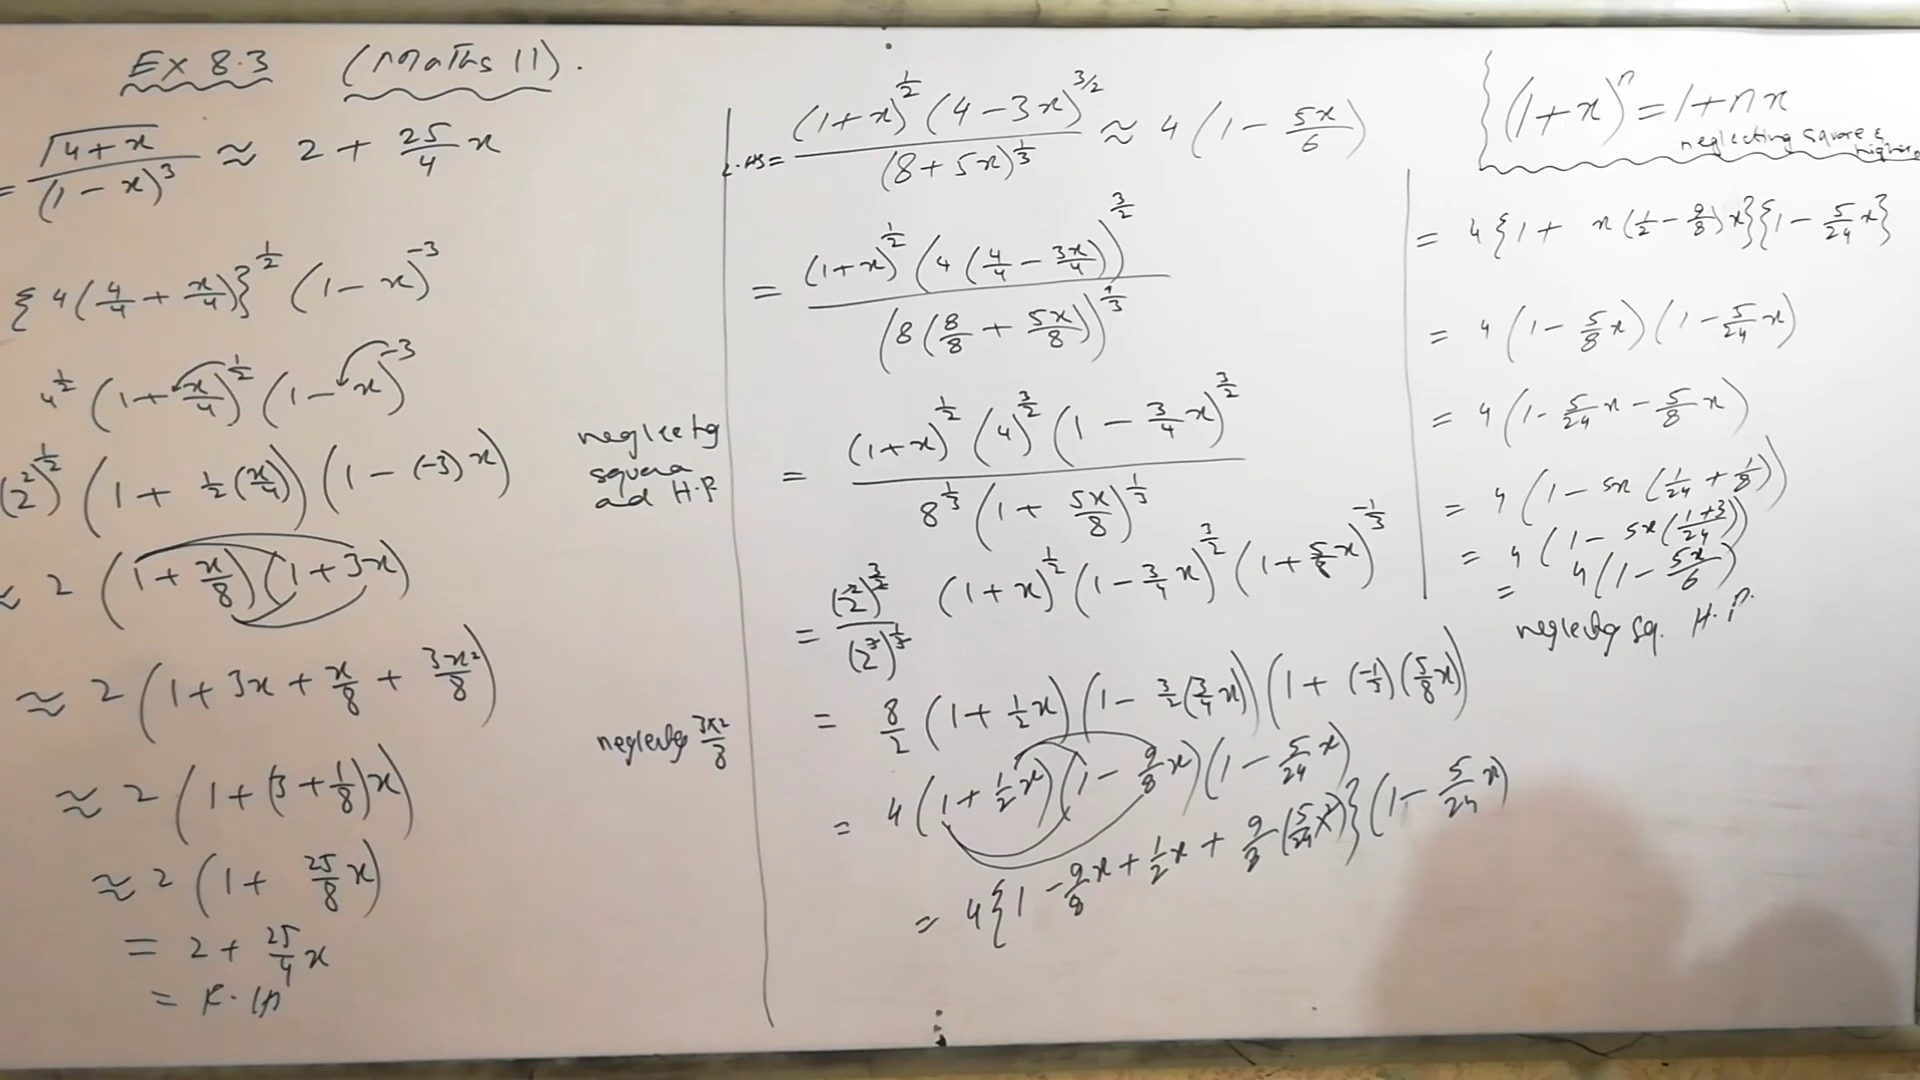 Ex 8.3 (Maths 11).
= √(4+x) / (1-x)^3 ≈ 2 + 25/4 x
{4(4/4 + x/4)}^(1/2) (1-x)^(-3)
4^(1/2) (1 + x/4)^(1/2) (1-x)^(-3)
(2^2)^(1/2) (1 + 1/2(x/4)) (1-(-3)x)
square
H.P
≈ 2 (1 + x/8)(1+3x)
≈ 2 (1+3x + x/8 + 3x^2/8)
3x^2/8
≈ 2 (1+(3+1/8)x)
≈ 2 (1 + 25/8 x)
= 2 + 25/4 x
L.HS = (1+x)^(1/2) (4-3x)^(3/2) / (8+5x)^(1/3) ≈ 4 (1 - 5x/6)
= (1+x)^(1/2) (4(4/4 - 3x/4))^(3/2) / (8(8/8 + 5x/8))^(1/3)
= (1+x)^(1/2) (4)^(3/2) (1 - 3/4 x)^(3/2) / 8^(1/3) (1 + 5x/8)^(1/3)
= (2^2)^(3/2) / (2^3)^(1/3) (1+x)^(1/2) (1 - 3/4 x)^(3/2) (1 + 5/8 x)^(-1/3)
= 8/2 (1 + 1/2 x)(1 - 3/2(3/4 x))(1 + (-1/3)(5/8 x))
= 4 (1 + 1/2 x)(1 - 9/8 x)(1 - 5/24 x)
= 4{1 - 9/8 x + 1/2 x + 9/8 (5/24 x^2)}(1 - 5/24 x)
{(1+x)^n = 1+nx
neglecting square &
higher
= 4{1 + x(1/2 - 9/8)x}{1 - 5/24 x}
= 4 (1 - 5/8 x)(1 - 5/24 x)
= 4 (1 - 5/24 x - 5/8 x)
= 4 (1 - 5x(1/24 + 1/8))
= 4 (1 - 5x((1+3)/24))
= 4(1 - 5x/6)
sq. H.P.